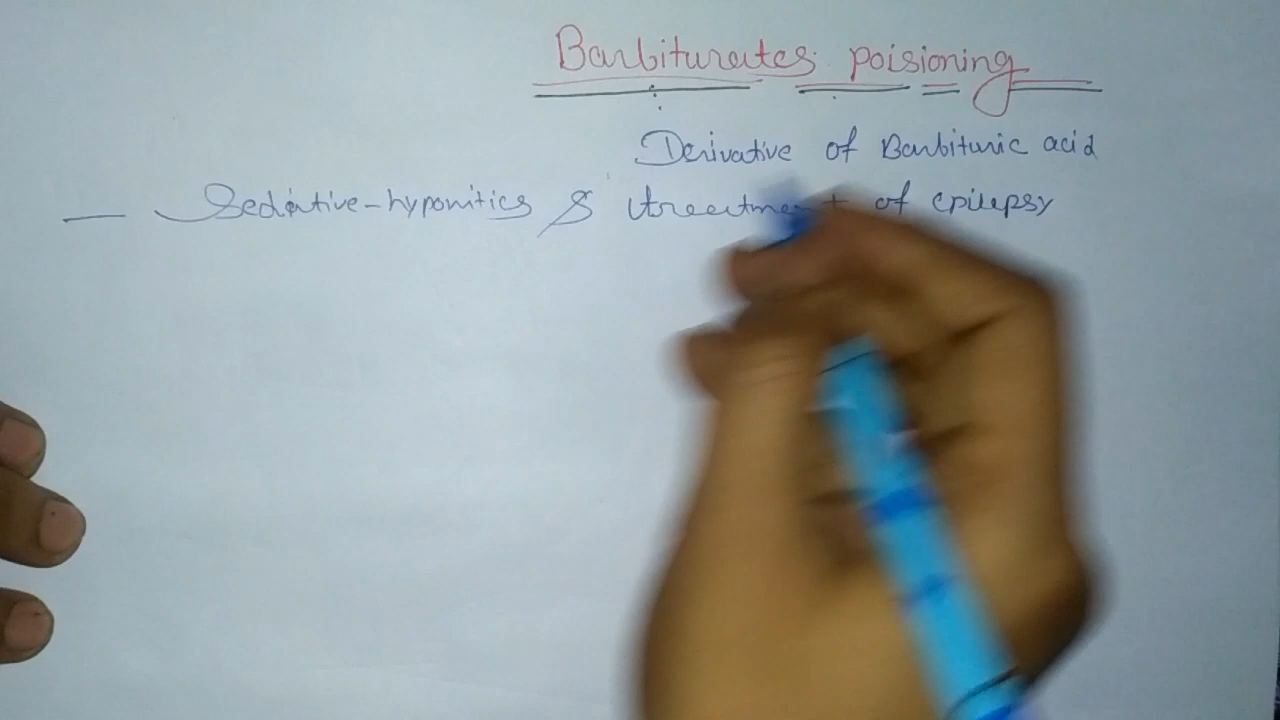 Barbiturates poisioning
Derivative of Barbituric acid
— Sedative-hyponitics & treatment of epilepsy